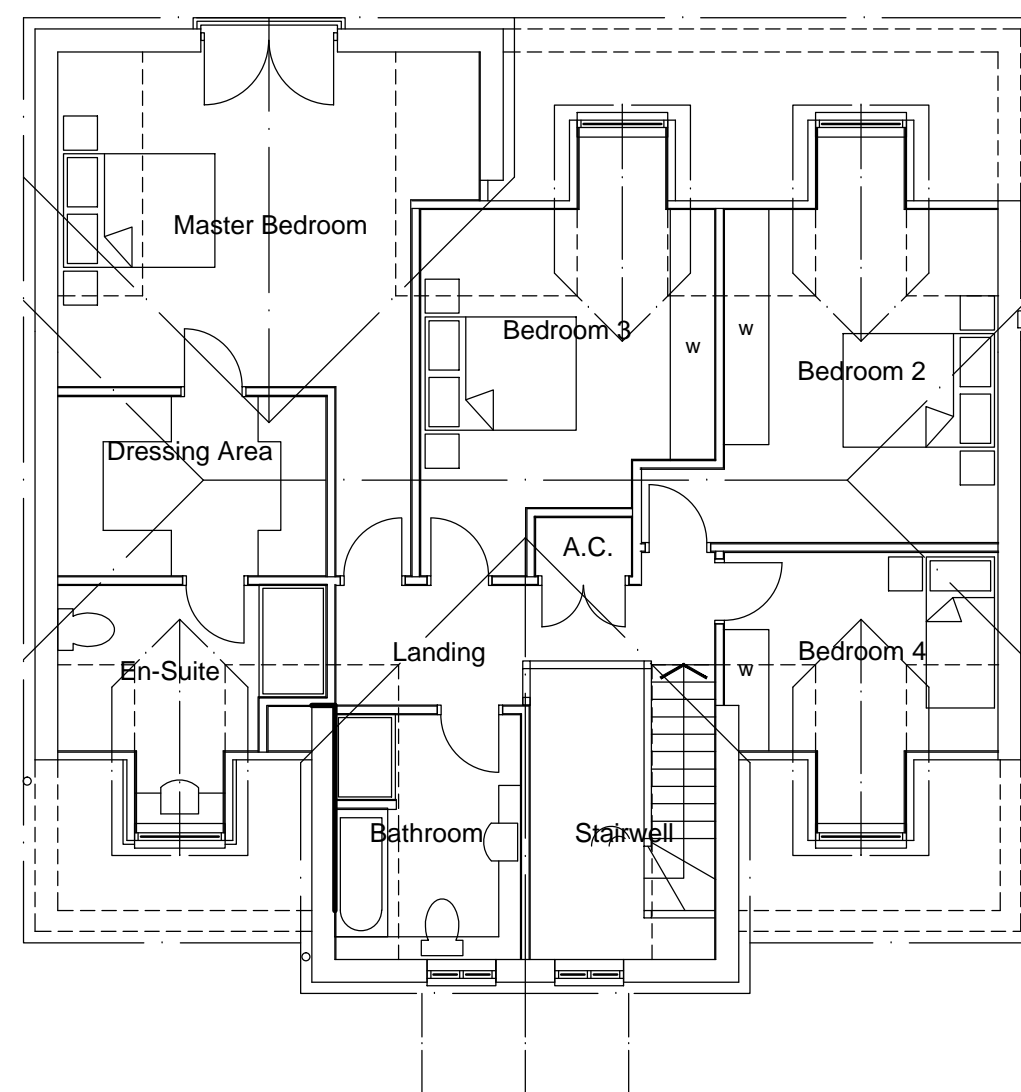 Master Bedroom
Bedroom 3
w
w
Bedroom 2
Dressing Area
A.C.
Landing
En-Suite
Bedroom 4
w
Bathroom
Stairwell